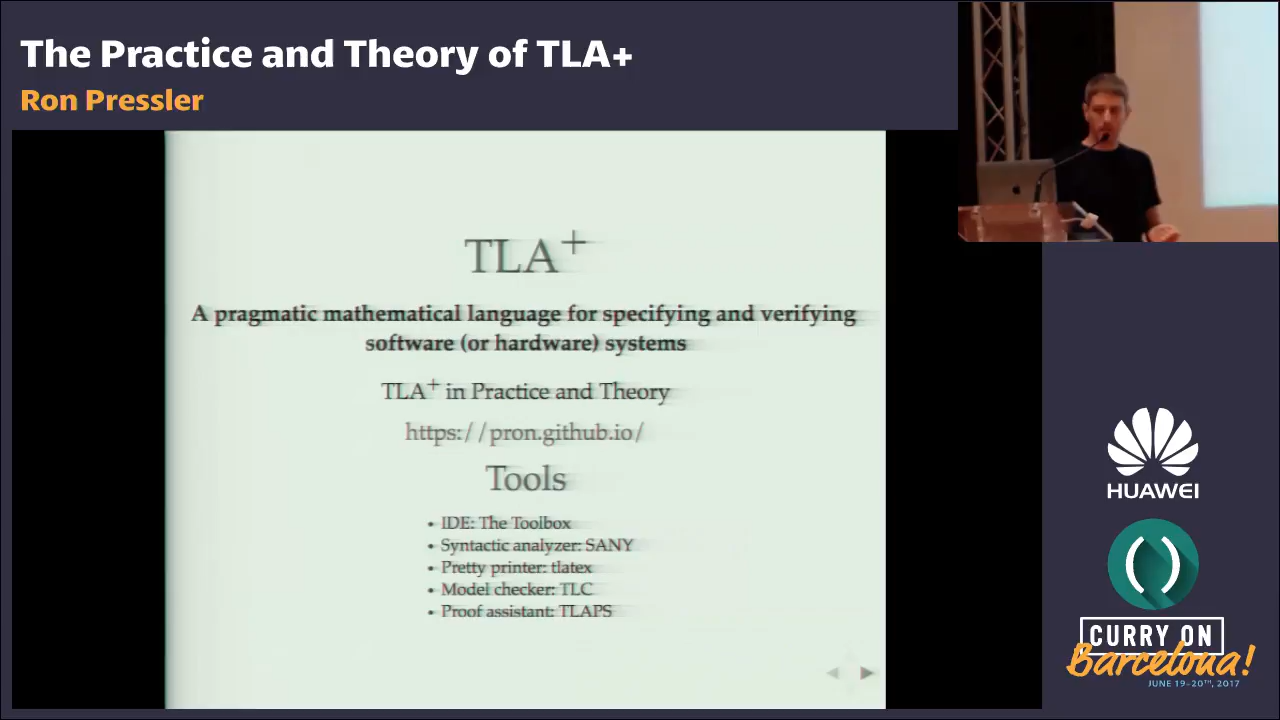 The Practice and Theory of TLA+
Ron Pressler
TLA+
A pragmatic mathematical language for specifying and verifying
software (or hardware) systems
TLA+ in Practice and Theory
https://pron.github.io/
Tools
• IDE: The Toolbox
• Syntactic analyzer: SANY
• Pretty printer: tlatex
• Model checker: TLC
• Proof assistant: TLAPS
HUAWEI
()
CURRY ON
Barcelona!
JUNE 19-20TH, 2017